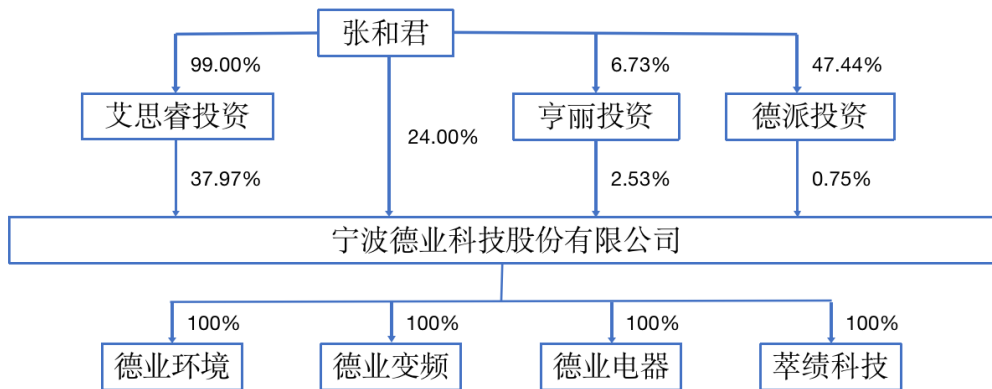 张和君
99.00%
6.73%
47.44%
艾思睿投资
亨丽投资
德派投资
24.00%
37.97%
2.53%
0.75%
宁波德业科技股份有限公司
100%
100%
100%
100%
德业环境
德业变频
德业电器
萃绩科技